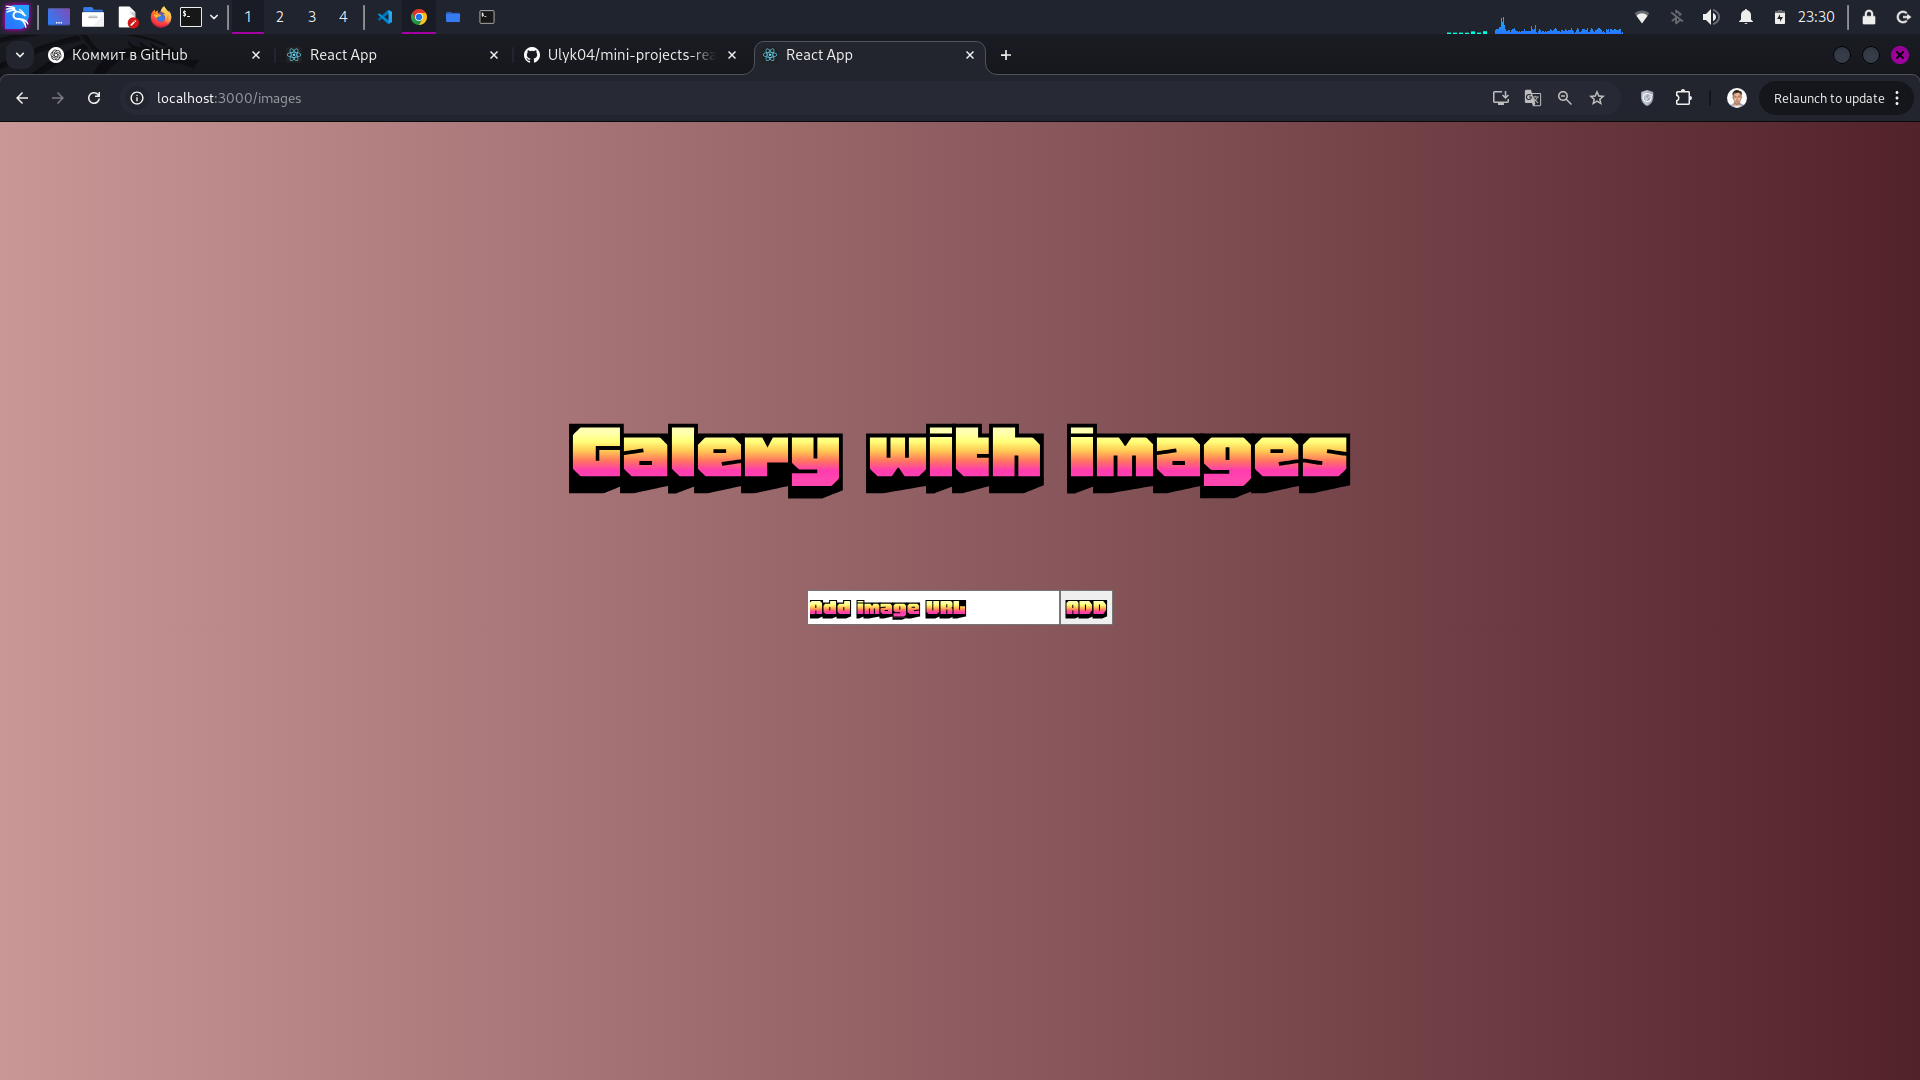 1 2 3 4 23:30
Коммит в GitHub React App Ulyk04/mini-projects-rea React App
localhost:3000/images Relaunch to update
Galery with images
Add image URL ADD